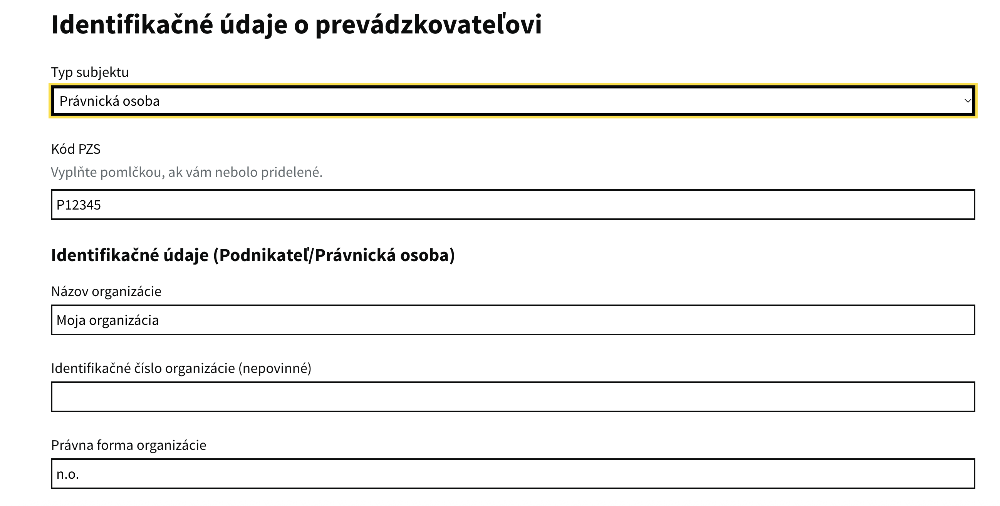 Identifikačné údaje o prevádzkovateľovi
Typ subjektu
Právnická osoba
Kód PZS
Vyplňte pomlčkou, ak vám nebolo pridelené.
P12345
Identifikačné údaje (Podnikateľ/Právnická osoba)
Názov organizácie
Moja organizácia
Identifikačné číslo organizácie (nepovinné)
Právna forma organizácie
n.o.